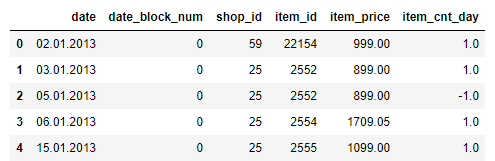 date date_block_num shop_id item_id item_price item_cnt_day
0 02.01.2013 0 59 22154 999.00 1.0
1 03.01.2013 0 25 2552 899.00 1.0
2 05.01.2013 0 25 2552 899.00 -1.0
3 06.01.2013 0 25 2554 1709.05 1.0
4 15.01.2013 0 25 2555 1099.00 1.0